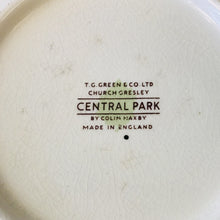 T.G. GREEN & CO. LTD
CHURCH GRESLEY
CENTRAL PARK
BY COLIN HAXBY
MADE IN ENGLAND